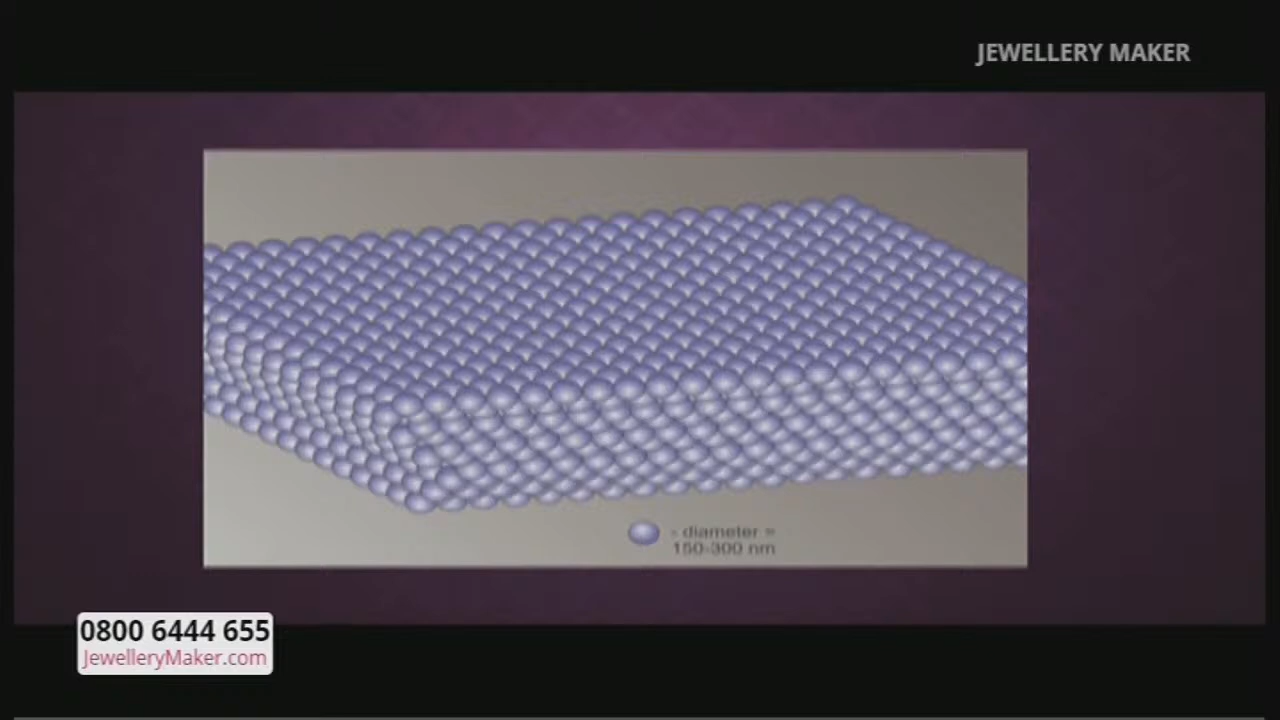 JEWELLERY MAKER
- diameter =
150-300 nm
0800 6444 655
JewelleryMaker.com